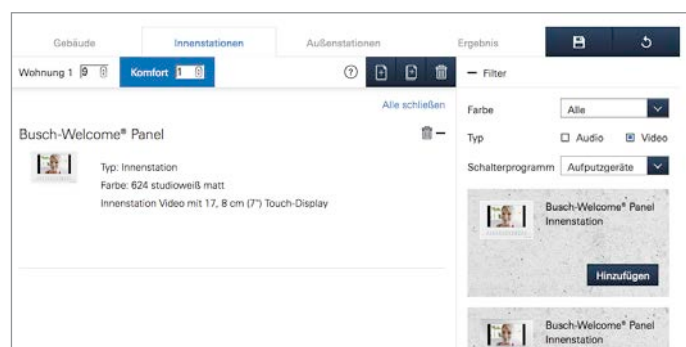 Gebäude Innenstationen Außenstationen Ergebnis
Wohnung 1 9 Komfort 1 ? — Filter
Alle schließen
Farbe Alle
Busch-Welcome® Panel
Typ Audio Video
Typ: Innenstation
Schalterprogramm Aufputzgeräte
Farbe: 624 studioweiß matt
Innenstation Video mit 17, 8 cm (7") Touch-Display
Busch-Welcome® Panel
Innenstation
Hinzufügen
Busch-Welcome® Panel
Innenstation